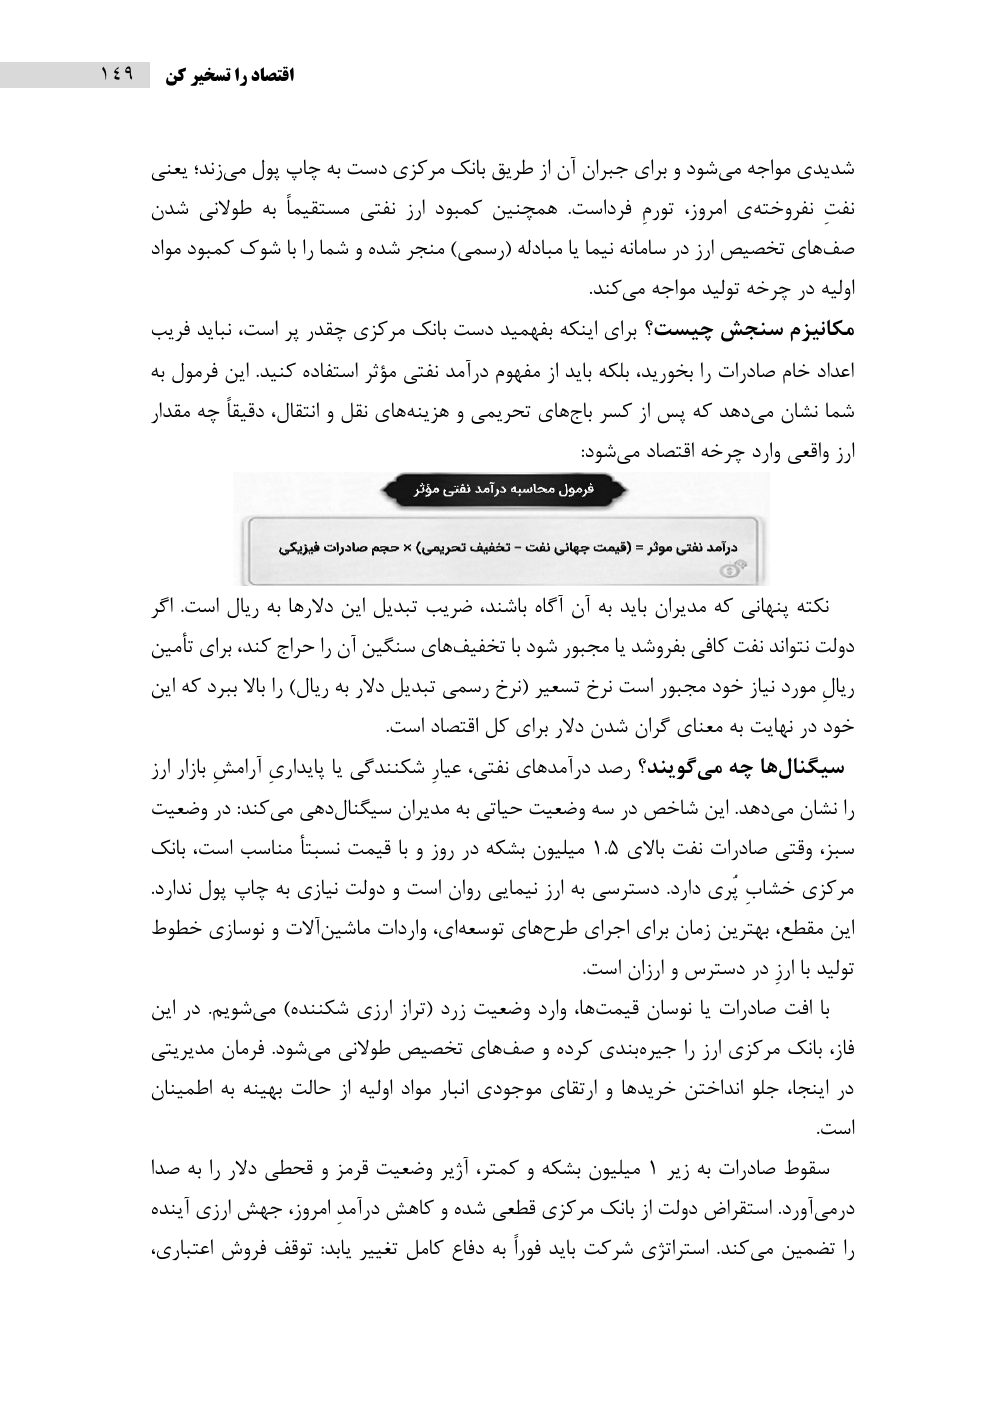 اقتصاد را تسخیر کن ۱۴۹
شدیدی مواجه می‌شود و برای جبران آن از طریق بانک مرکزی دست به چاپ پول می‌زند؛ یعنی
نفتِ نفروخته‌ی امروز، تورمِ فرداست. همچنین کمبود ارز نفتی مستقیماً به طولانی شدن
صف‌های تخصیص ارز در سامانه نیما یا مبادله (رسمی) منجر شده و شما را با شوک کمبود مواد
اولیه در چرخه تولید مواجه می‌کند.
مکانیزم سنجش چیست؟ برای اینکه بفهمید دست بانک مرکزی چقدر پر است، نباید فریب
اعداد خام صادرات را بخورید، بلکه باید از مفهوم درآمد نفتی مؤثر استفاده کنید. این فرمول به
شما نشان می‌دهد که پس از کسر باج‌های تحریمی و هزینه‌های نقل و انتقال، دقیقاً چه مقدار
ارز واقعی وارد چرخه اقتصاد می‌شود:
فرمول محاسبه درآمد نفتی مؤثر
درآمد نفتی موثر = (قیمت جهانی نفت - تخفیف تحریمی) × حجم صادرات فیزیکی
نکته پنهانی که مدیران باید به آن آگاه باشند، ضریب تبدیل این دلارها به ریال است. اگر
دولت نتواند نفت کافی بفروشد یا مجبور شود با تخفیف‌های سنگین آن را حراج کند، برای تأمین
ریالِ مورد نیاز خود مجبور است نرخ تسعیر (نرخ رسمی تبدیل دلار به ریال) را بالا ببرد که این
خود در نهایت به معنای گران شدن دلار برای کل اقتصاد است.
سیگنال‌ها چه می‌گویند؟ رصد درآمدهای نفتی، عیارِ شکنندگی یا پایداریِ آرامشِ بازار ارز
را نشان می‌دهد. این شاخص در سه وضعیت حیاتی به مدیران سیگنال‌دهی می‌کند: در وضعیت
سبز، وقتی صادرات نفت بالای ۱.۵ میلیون بشکه در روز و با قیمت نسبتأ مناسب است، بانک
مرکزی خشابِ پُری دارد. دسترسی به ارز نیمایی روان است و دولت نیازی به چاپ پول ندارد.
این مقطع، بهترین زمان برای اجرای طرح‌های توسعه‌ای، واردات ماشین‌آلات و نوسازی خطوط
تولید با ارزِ در دسترس و ارزان است.
با افت صادرات یا نوسان قیمت‌ها، وارد وضعیت زرد (تراز ارزی شکننده) می‌شویم. در این
فاز، بانک مرکزی ارز را جیره‌بندی کرده و صف‌های تخصیص طولانی می‌شود. فرمان مدیریتی
در اینجا، جلو انداختن خریدها و ارتقای موجودی انبار مواد اولیه از حالت بهینه به اطمینان
است.
سقوط صادرات به زیر ۱ میلیون بشکه و کمتر، آژیر وضعیت قرمز و قحطی دلار را به صدا
درمی‌آورد. استقراض دولت از بانک مرکزی قطعی شده و کاهش درآمدِ امروز، جهش ارزی آینده
را تضمین می‌کند. استراتژی شرکت باید فوراً به دفاع کامل تغییر یابد: توقف فروش اعتباری،